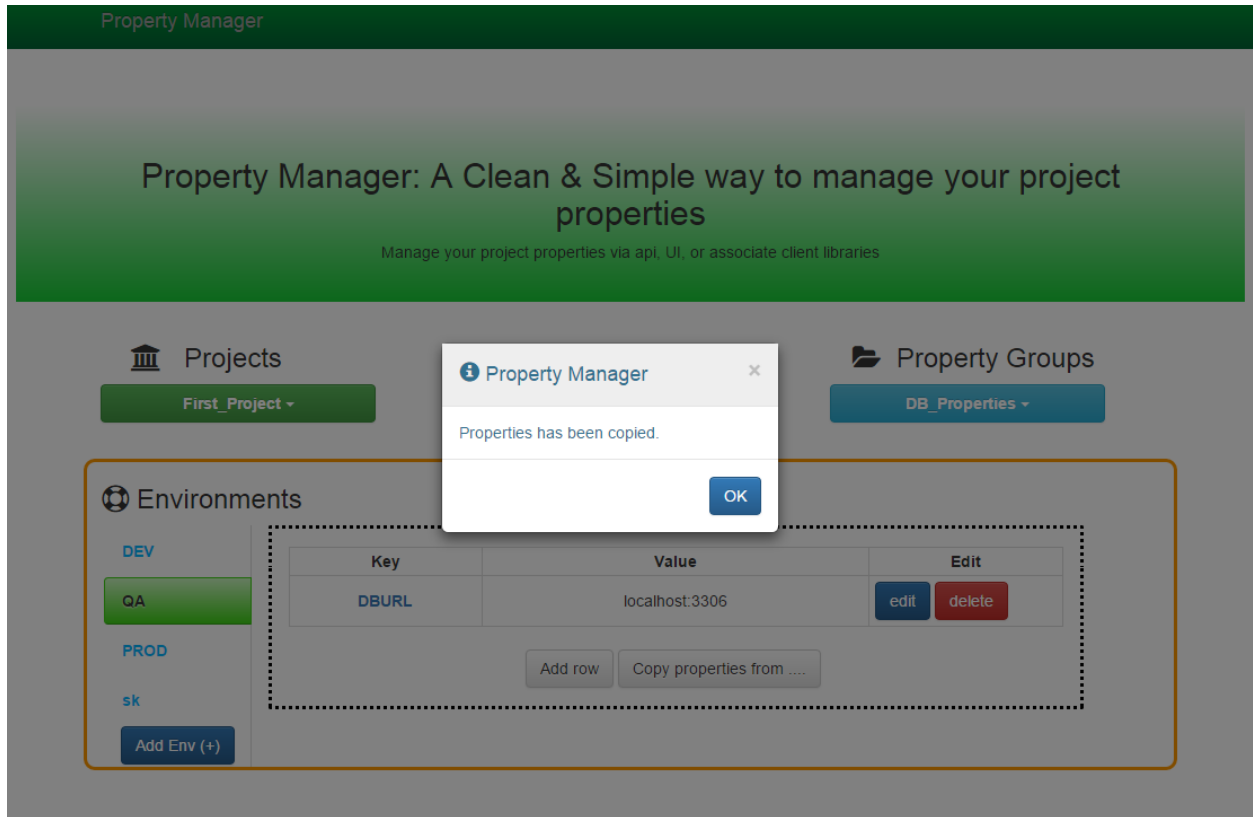 Property Manager
Property Manager: A Clean & Simple way to manage your project
properties
Manage your project properties via api, UI, or associate client libraries
Projects
First_Project
Property Groups
DB_Properties
Property Manager
×
Properties has been copied.
OK
Environments
DEV
QA
PROD
sk
Add Env (+)
Key Value Edit
DBURL localhost:3306 edit delete
Add row Copy properties from ....